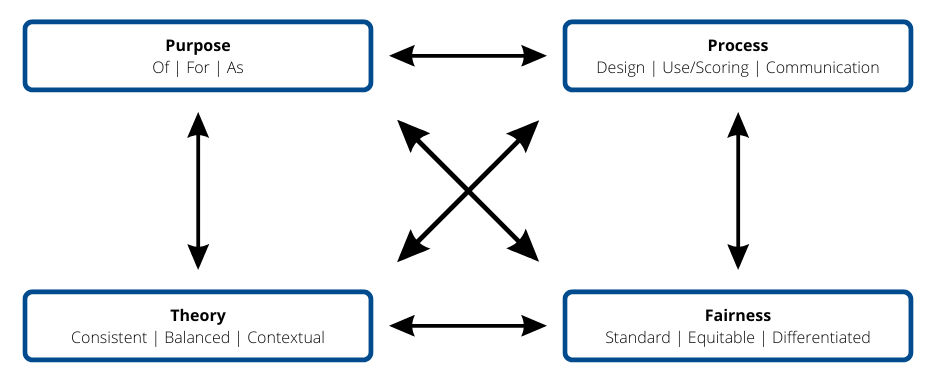 Purpose
Of | For | As
Process
Design | Use/Scoring | Communication
Theory
Consistent | Balanced | Contextual
Fairness
Standard | Equitable | Differentiated